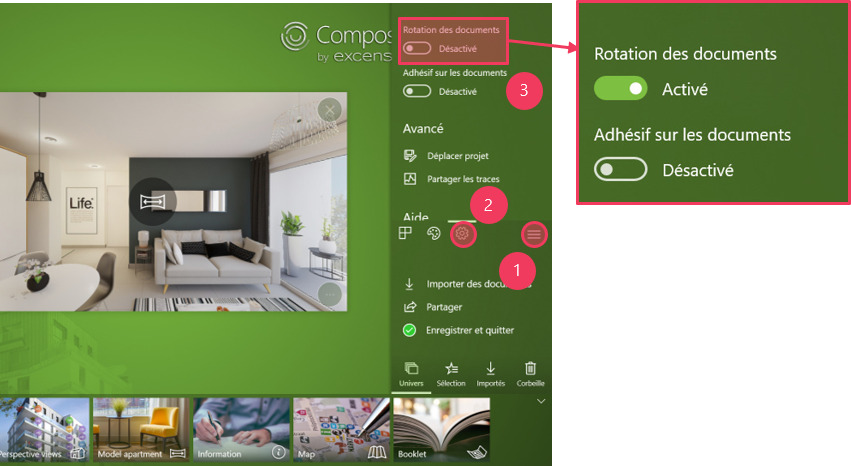 Compos
by excens
Rotation des documents
Désactivé
Adhésif sur les documents
Désactivé
3
Avancé
Déplacer projet
Partager les traces
2
Aide
1
Importer des documents
Partager
Enregistrer et quitter
Univers
Sélection
Importés
Corbeille
Life.
Perspective views
Model apartment
Information
Map
Booklet
Rotation des documents
Activé
Adhésif sur les documents
Désactivé